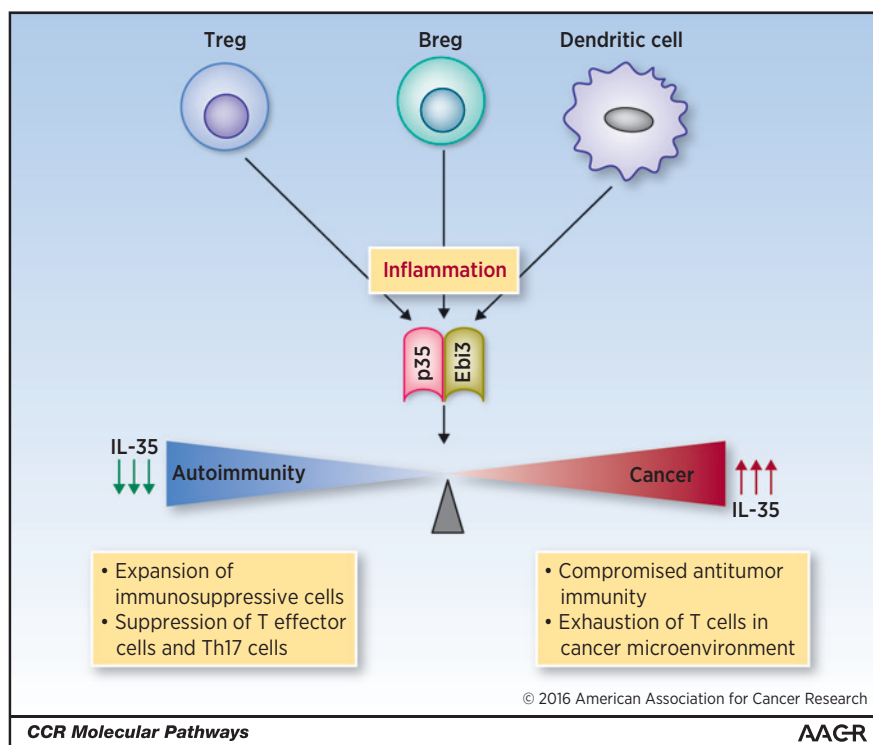 Treg
Breg
Dendritic cell
Inflammation
p35
Ebi3
IL-35
Autoimmunity
Cancer
IL-35
• Expansion of
immunosuppressive cells
• Suppression of T effector
cells and Th17 cells
• Compromised antitumor
immunity
• Exhaustion of T cells in
cancer microenvironment
© 2016 American Association for Cancer Research
CCR Molecular Pathways
AACR